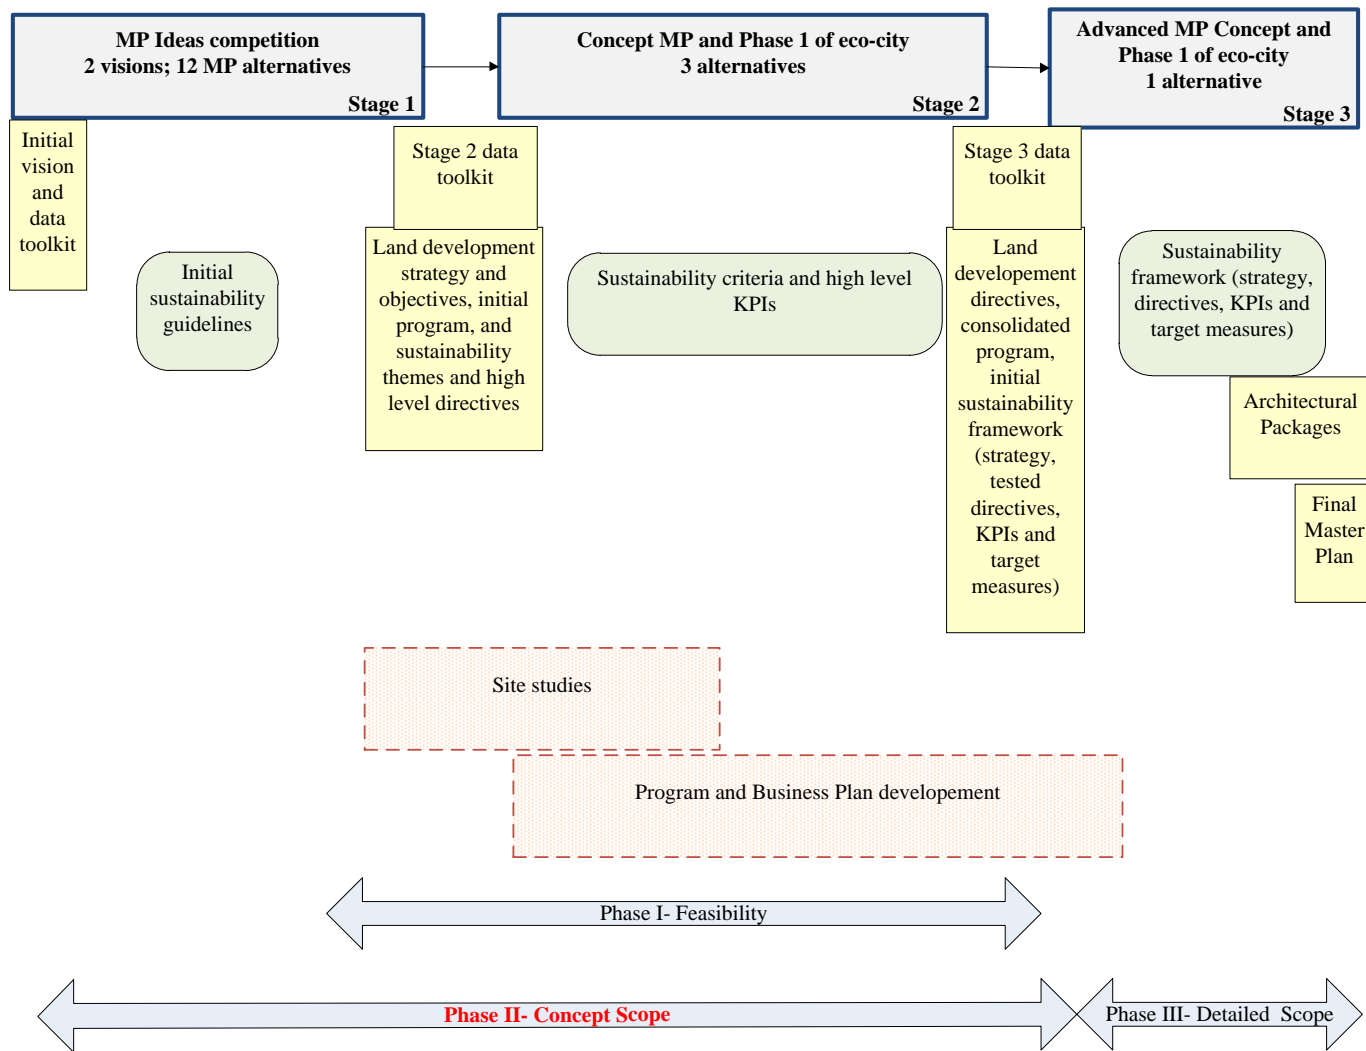 MP Ideas competition
2 visions; 12 MP alternatives
Stage 1
Concept MP and Phase 1 of eco-city
3 alternatives
Stage 2
Advanced MP Concept and
Phase 1 of eco-city
1 alternative
Stage 3
Initial
vision
and
data
toolkit
Stage 2 data
toolkit
Stage 3 data
toolkit
Initial
sustainability
guidelines
Land development
strategy and
objectives, initial
program, and
sustainability
themes and high
level directives
Sustainability criteria and high level
KPIs
Land
developement
directives,
consolidated
program,
initial
sustainability
framework
(strategy,
tested
directives,
KPIs and
target
measures)
Sustainability
framework (strategy,
directives, KPIs and
target measures)
Architectural
Packages
Final
Master
Plan
Site studies
Program and Business Plan developement
Phase I- Feasibility
Phase II- Concept Scope
Phase III- Detailed  Scope